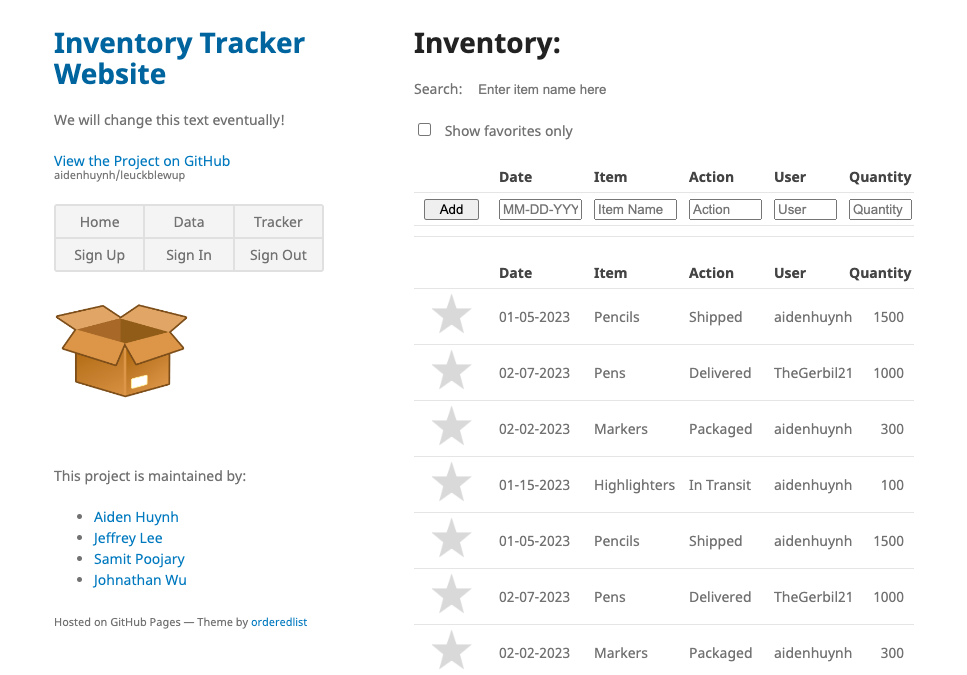 Inventory Tracker
Website
We will change this text eventually!
View the Project on GitHub
aidenhuynh/leuckblewup
Home Data Tracker
Sign Up Sign In Sign Out
This project is maintained by:
Aiden Huynh
Jeffrey Lee
Samit Poojary
Johnathan Wu
Hosted on GitHub Pages — Theme by orderedlist
Inventory:
Search: Enter item name here
Show favorites only
Date Item Action User Quantity
Add MM-DD-YYY Item Name Action User Quantity
Date Item Action User Quantity
01-05-2023 Pencils Shipped aidenhuynh 1500
02-07-2023 Pens Delivered TheGerbil21 1000
02-02-2023 Markers Packaged aidenhuynh 300
01-15-2023 Highlighters In Transit aidenhuynh 100
01-05-2023 Pencils Shipped aidenhuynh 1500
02-07-2023 Pens Delivered TheGerbil21 1000
02-02-2023 Markers Packaged aidenhuynh 300